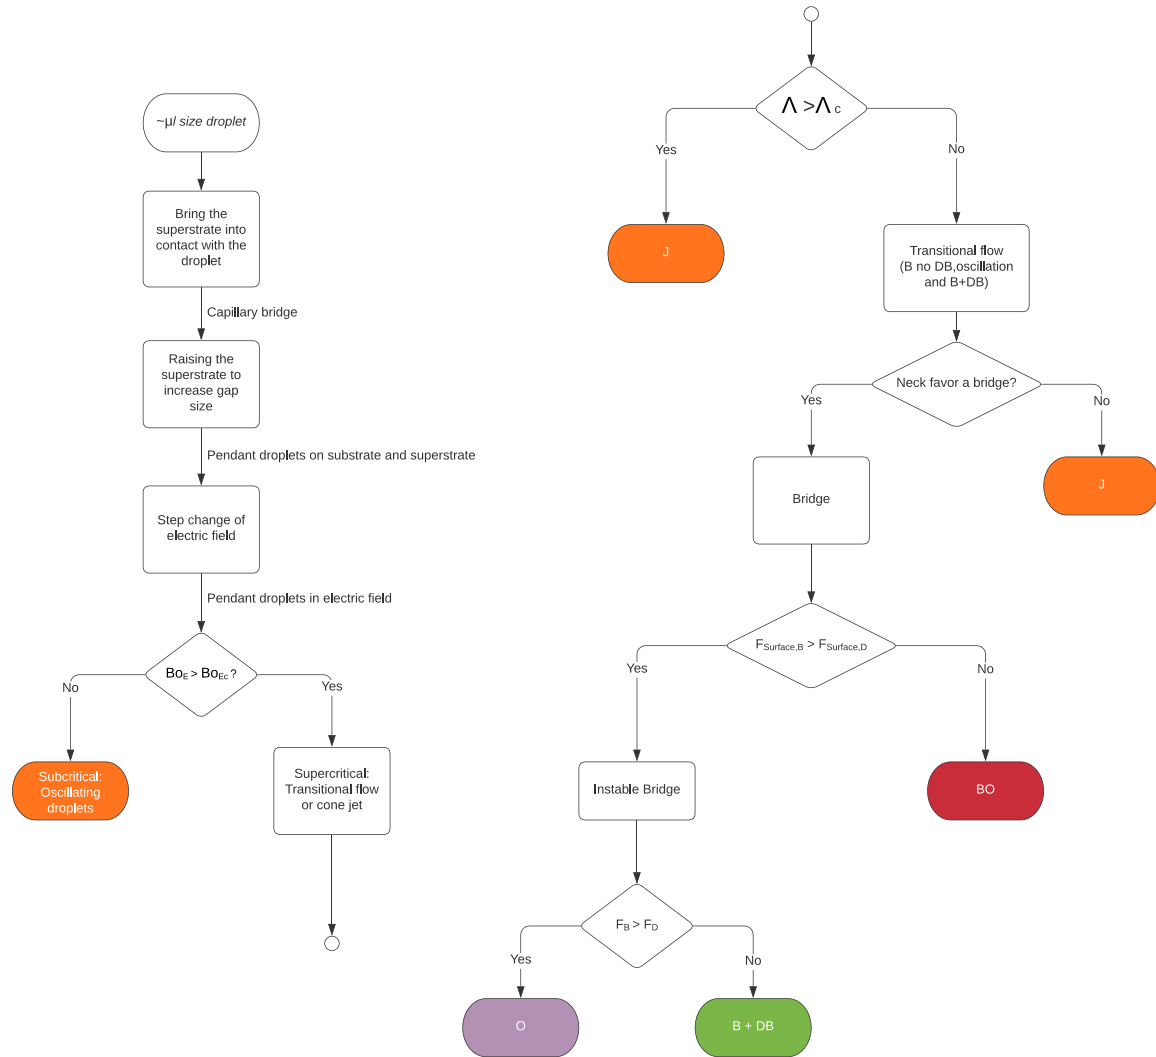 ~μl size droplet
Bring the
superstrate into
contact with the
droplet
Capillary bridge
Raising the
superstrate to
increase gap
size
Pendant droplets on substrate and superstrate
Step change of
electric field
Pendant droplets in electric field
BoE > BoEc ?
No
Yes
Subcritical:
Oscillating
droplets
Supercritical:
Transitional flow
or cone jet
Λ >Λ c
Yes
No
J
Transitional flow
(B no DB,oscillation
and B+DB)
Neck favor a bridge?
Yes
No
Bridge
J
FSurface,B > FSurface,D
Yes
No
Instable Bridge
BO
FB > FD
Yes
No
O
B + DB